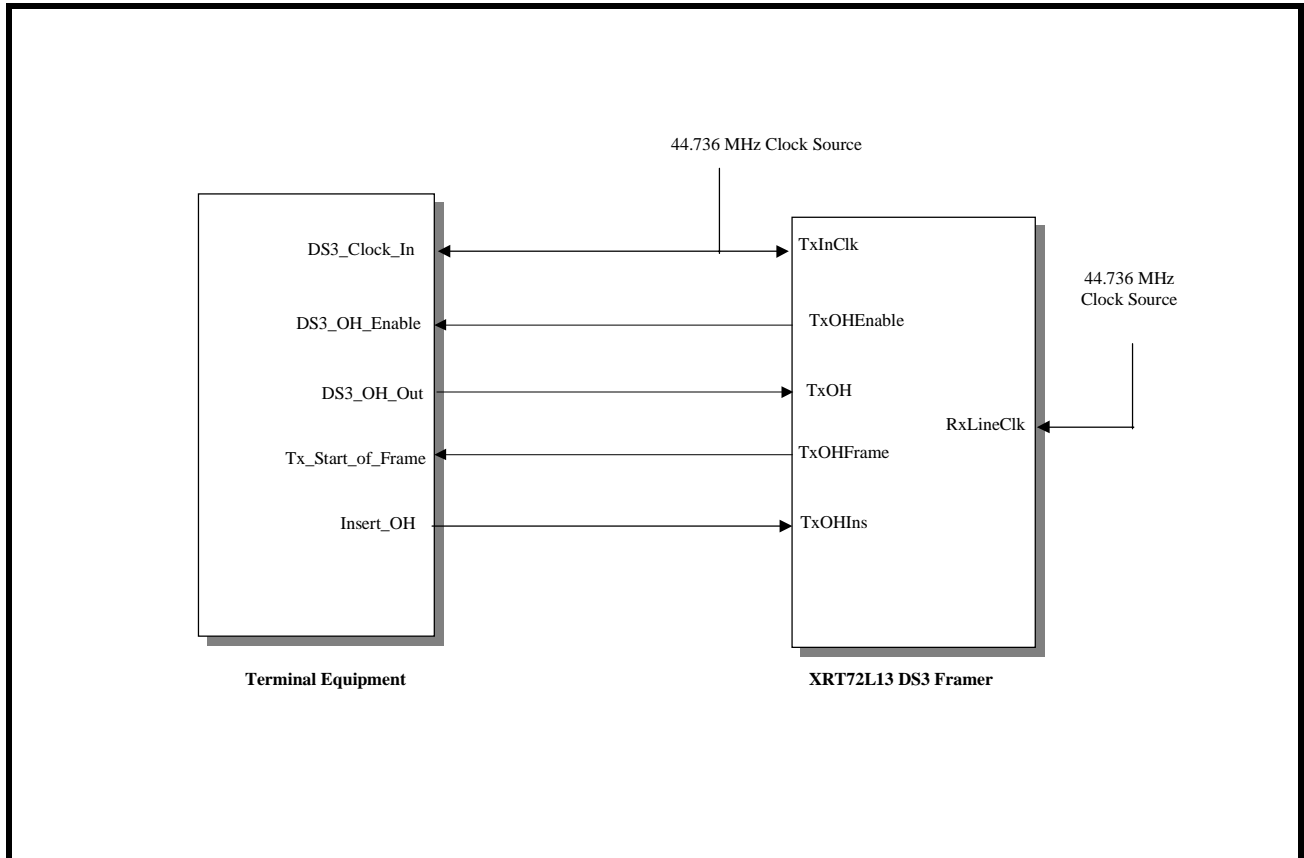 44.736 MHz Clock Source
DS3_Clock_In
TxInClk
44.736 MHz
Clock Source
DS3_OH_Enable
TxOHEnable
DS3_OH_Out
TxOH
RxLineClk
Tx_Start_of_Frame
TxOHFrame
Insert_OH
TxOHIns
Terminal Equipment
XRT72L13 DS3 Framer